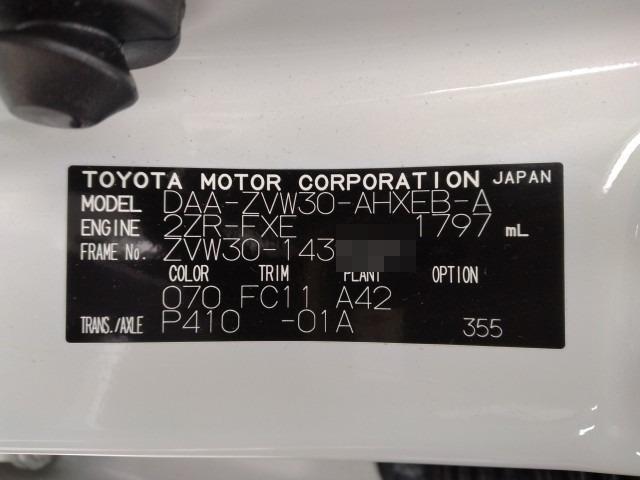 TOYOTA MOTOR CORPORATION JAPAN
MODEL DAA-ZVW30-AHXEB-A
ENGINE 2ZR-FXE 1797 mL
FRAME No. ZVW30-143
COLOR TRIM PLANT OPTION
070 FC11 A42
TRANS./AXLE P410 -01A 355